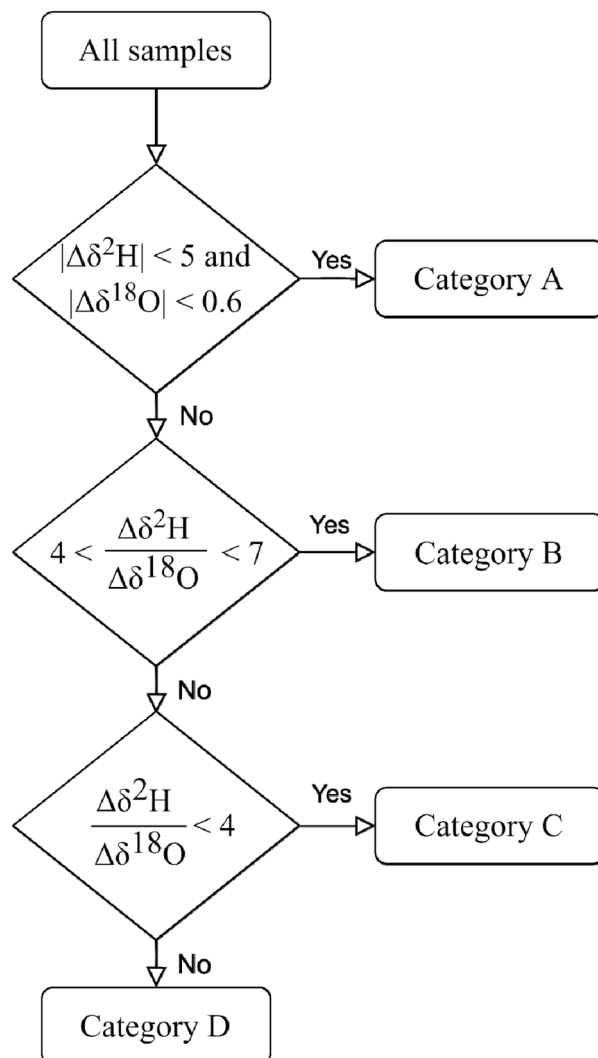 All samples
|Δδ²H| < 5 and
|Δδ¹⁸O| < 0.6
Yes
Category A
No
4 < Δδ²H / Δδ¹⁸O < 7
Yes
Category B
No
Δδ²H / Δδ¹⁸O < 4
Yes
Category C
No
Category D